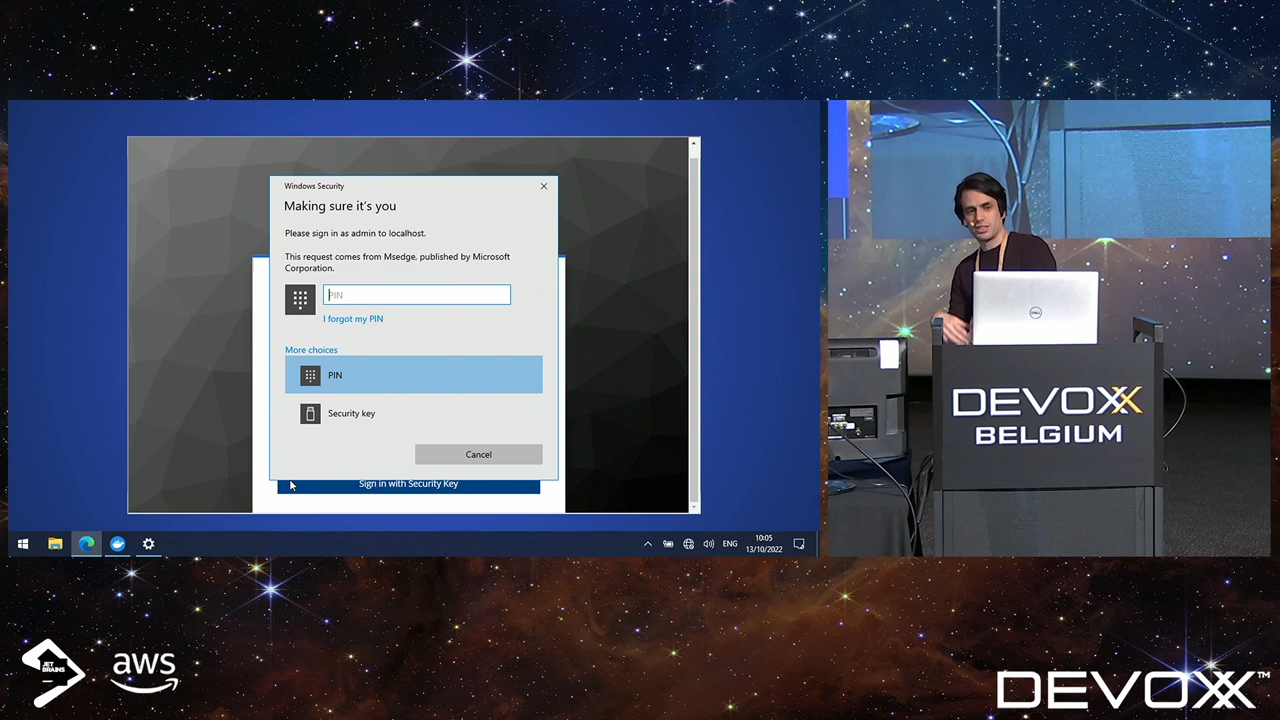 Windows Security
Making sure it's you
Please sign in as admin to localhost.
This request comes from Msedge, published by Microsoft
Corporation.
PIN
I forgot my PIN
More choices
PIN
Security key
Cancel
Sign in with Security Key
ENG
10:05
13/10/2022
DELL
DEVOXX
BELGIUM
JET
BRAINS
aws
DEVOXX™